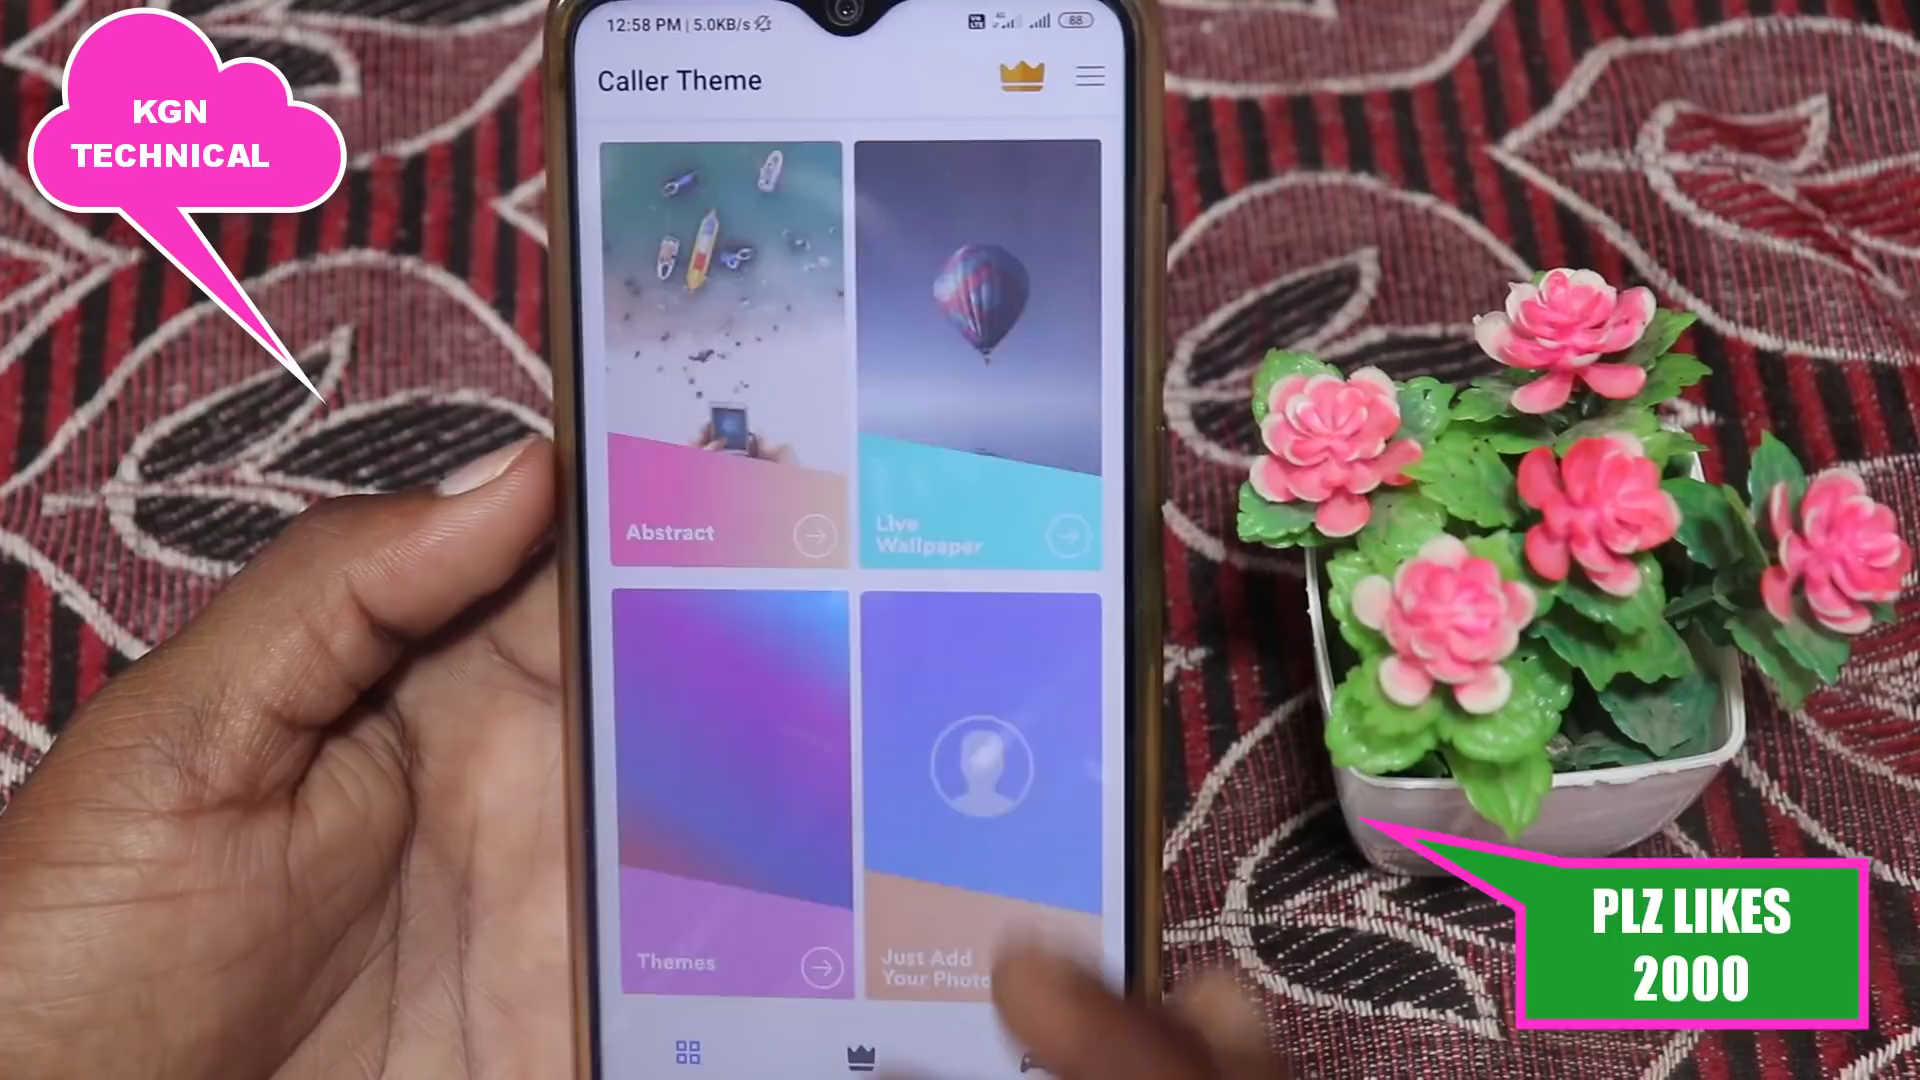 KGN
TECHNICAL
12:58 PM | 5.0KB/s
88
Caller Theme
Abstract
Live
Wallpaper
Themes
Just Add
Your Photo
PLZ LIKES
2000